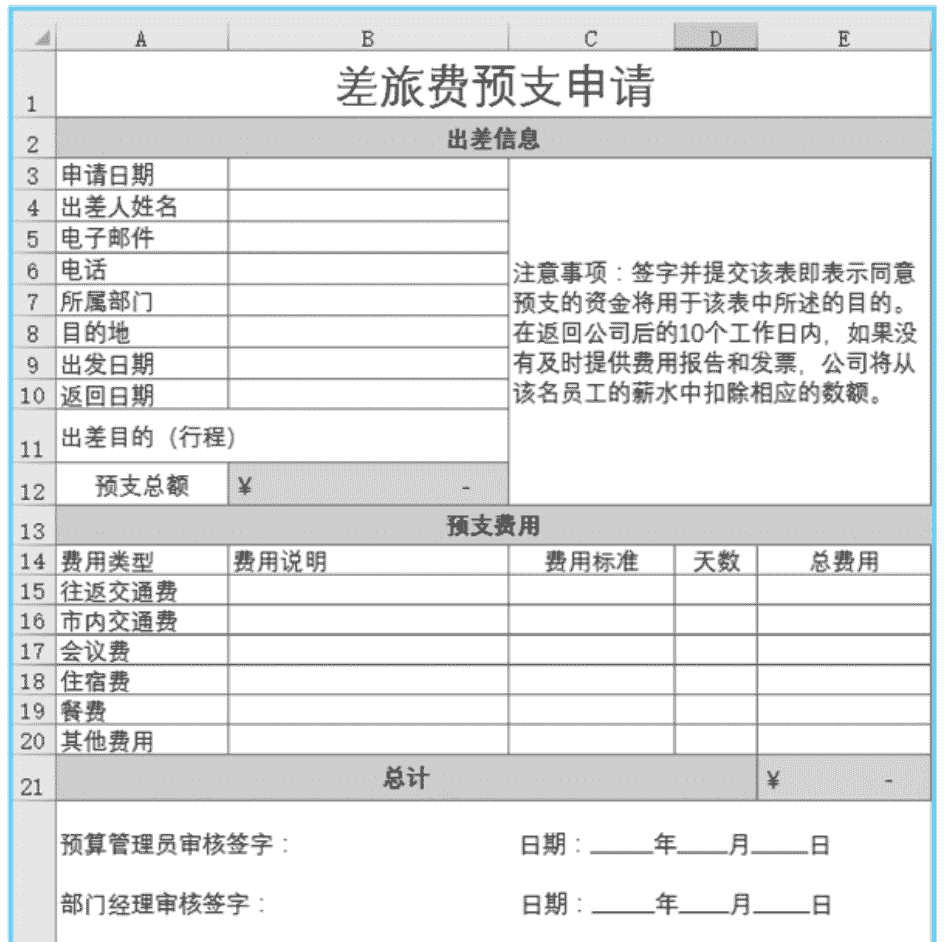 A B C D E
1 差旅费预支申请
2 出差信息
3 申请日期
4 出差人姓名
5 电子邮件
6 电话
7 所属部门
8 目的地
9 出发日期
10 返回日期
注意事项：签字并提交该表即表示同意
预支的资金将用于该表中所述的目的。
在返回公司后的10个工作日内，如果没
有及时提供费用报告和发票，公司将从
该名员工的薪水中扣除相应的数额。
11 出差目的（行程）
12 预支总额 ¥ -
13 预支费用
14 费用类型 费用说明 费用标准 天数 总费用
15 往返交通费
16 市内交通费
17 会议费
18 住宿费
19 餐费
20 其他费用
21 总计 ¥ -
预算管理员审核签字： 日期：_____年____月_____日
部门经理审核签字： 日期：_____年____月_____日